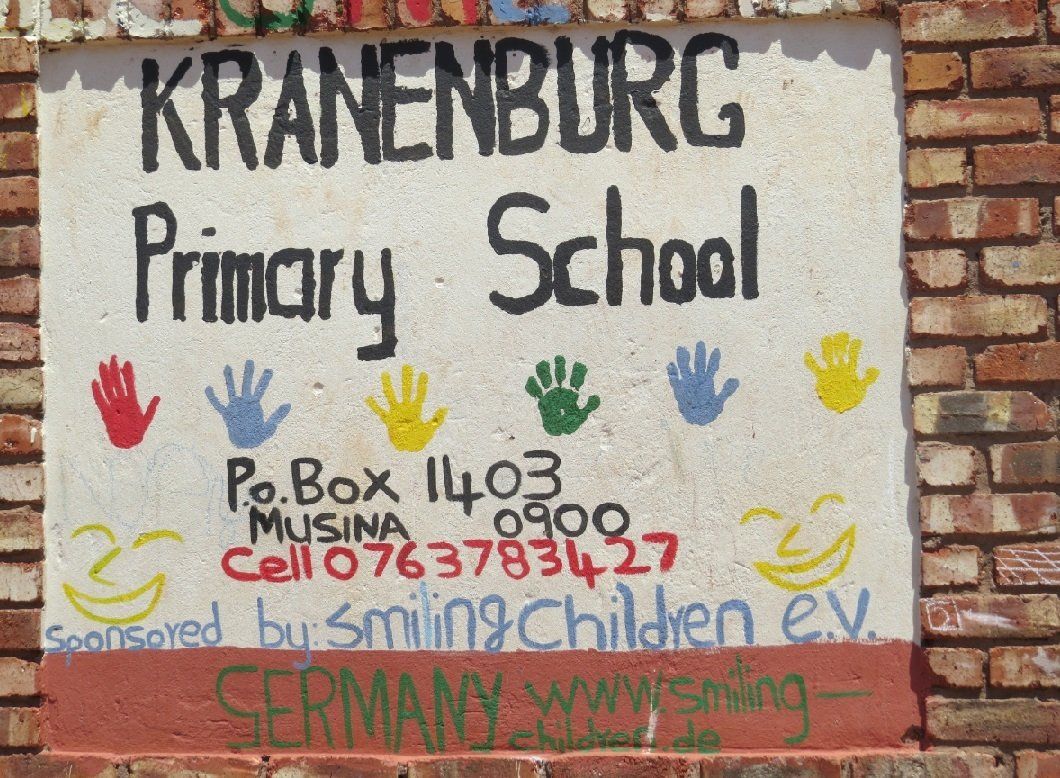 KRANENBURG
Primary School
P.o. Box 1403
MUSINA 0900
Cell 0763783427
Sponsored by: Smiling Children e.V.
GERMANY www.smiling-
children.de